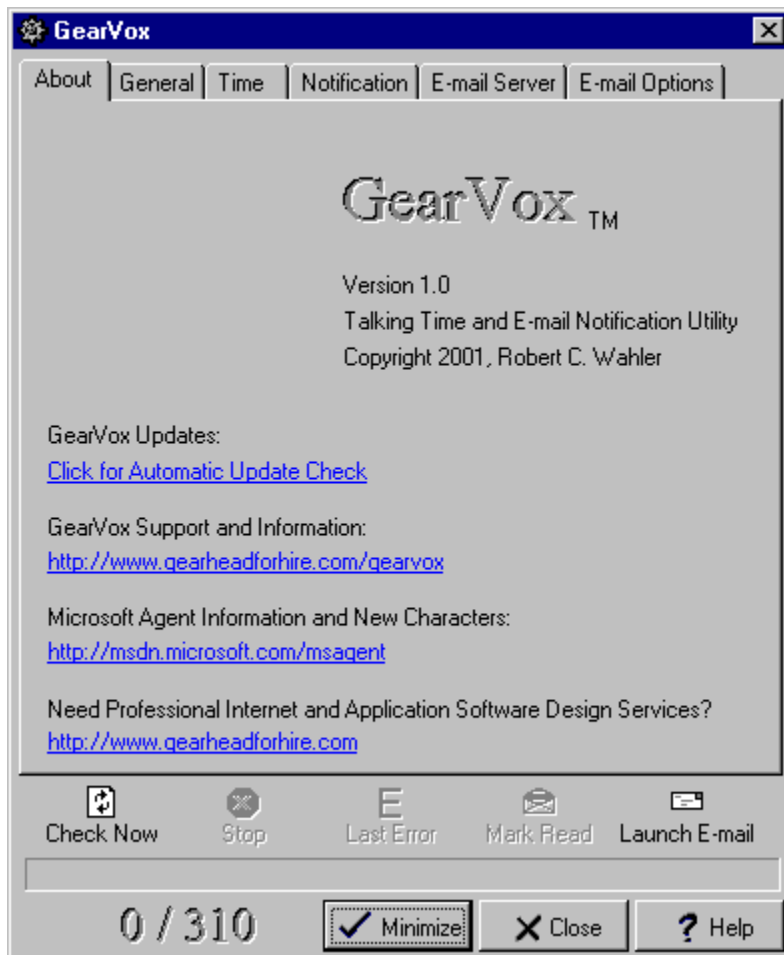 GearVox
About General Time Notification E-mail Server E-mail Options
GearVox TM
Version 1.0
Talking Time and E-mail Notification Utility
Copyright 2001, Robert C. Wahler
GearVox Updates:
Click for Automatic Update Check
GearVox Support and Information:
http://www.gearheadforhire.com/gearvox
Microsoft Agent Information and New Characters:
http://msdn.microsoft.com/msagent
Need Professional Internet and Application Software Design Services?
http://www.gearheadforhire.com
E
Check Now Stop Last Error Mark Read Launch E-mail
0 / 310 Minimize Close ? Help